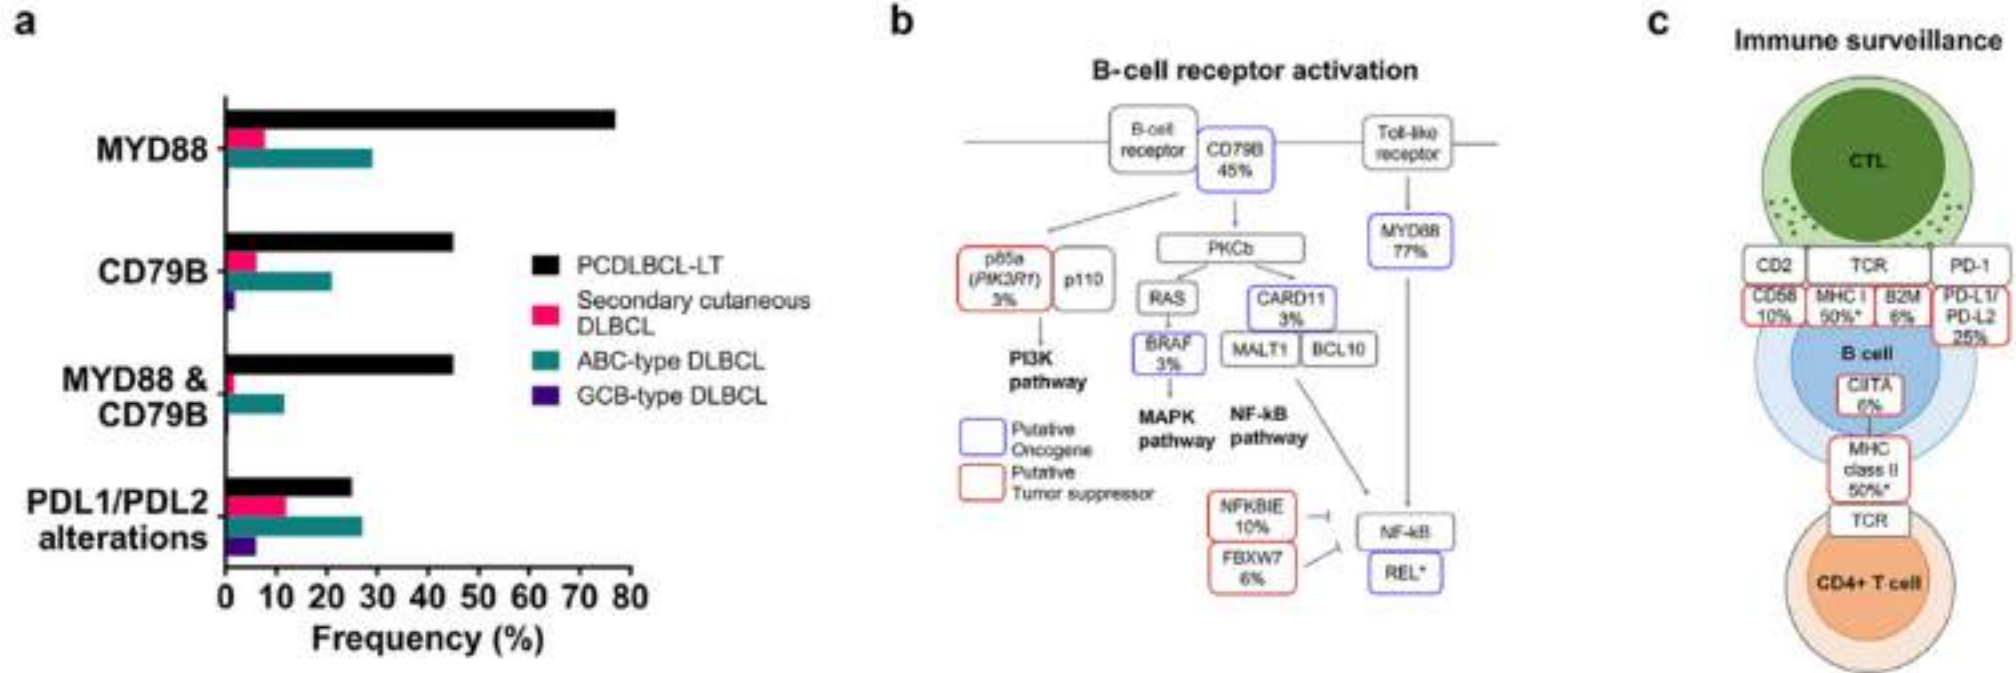 a
MYD88
CD79B
MYD88 &
CD79B
PDL1/PDL2
alterations
0 10 20 30 40 50 60 70 80
Frequency (%)
PCDLBCL-LT
Secondary cutaneous
DLBCL
ABC-type DLBCL
GCB-type DLBCL
b
B-cell receptor activation
B-cell
receptor
CD79B
45%
Toll-like
receptor
MYD88
77%
p85a
(PIK3R1)
3%
p110
PKCb
RAS
CARD11
3%
BRAF
3%
MALT1
BCL10
PI3K
pathway
MAPK
pathway
NF-kB
pathway
Putative
Oncogene
Putative
Tumor suppressor
NFKBIE
10%
FBXW7
6%
NF-kB
REL*
c
Immune surveillance
CTL
CD2
TCR
PD-1
CD58
10%
MHC I
50%*
B2M
6%
PD-L1/
PD-L2
25%
B cell
CIITA
6%
MHC
class II
50%*
TCR
CD4+ T cell